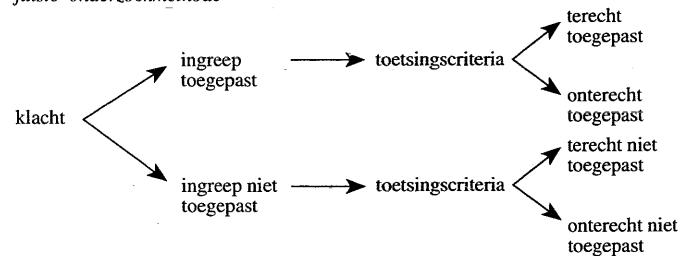 terecht
toegepast
ingreep
toegepast
toetsingscriteria
onterecht
toegepast
klacht
terecht niet
toegepast
ingreep niet
toegepast
toetsingscriteria
onterecht niet
toegepast